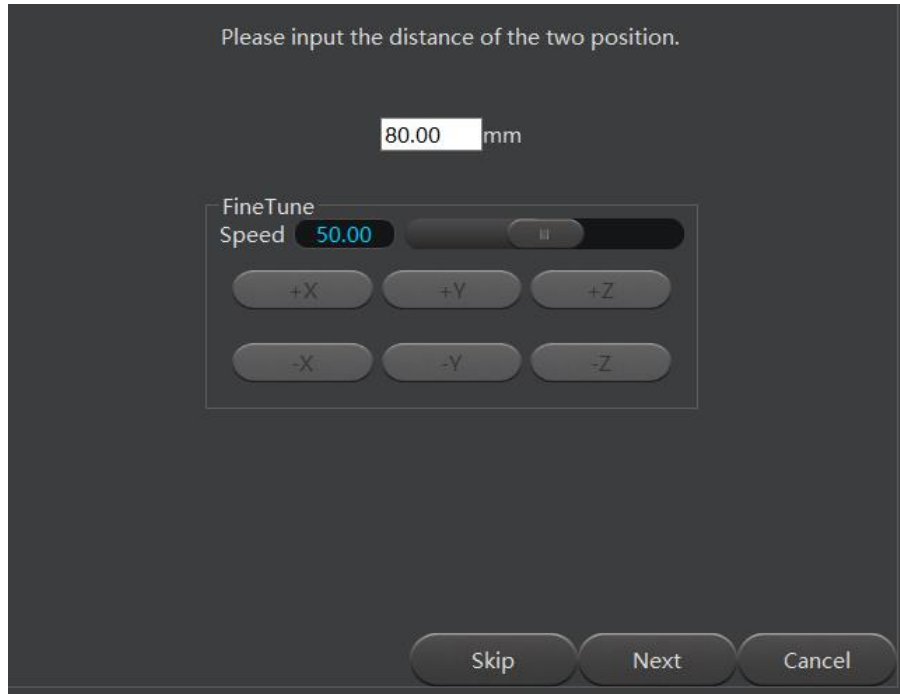 Please input the distance of the two position.
80.00 mm
FineTune
Speed 50.00
+X +Y +Z
-X -Y -Z
Skip Next Cancel